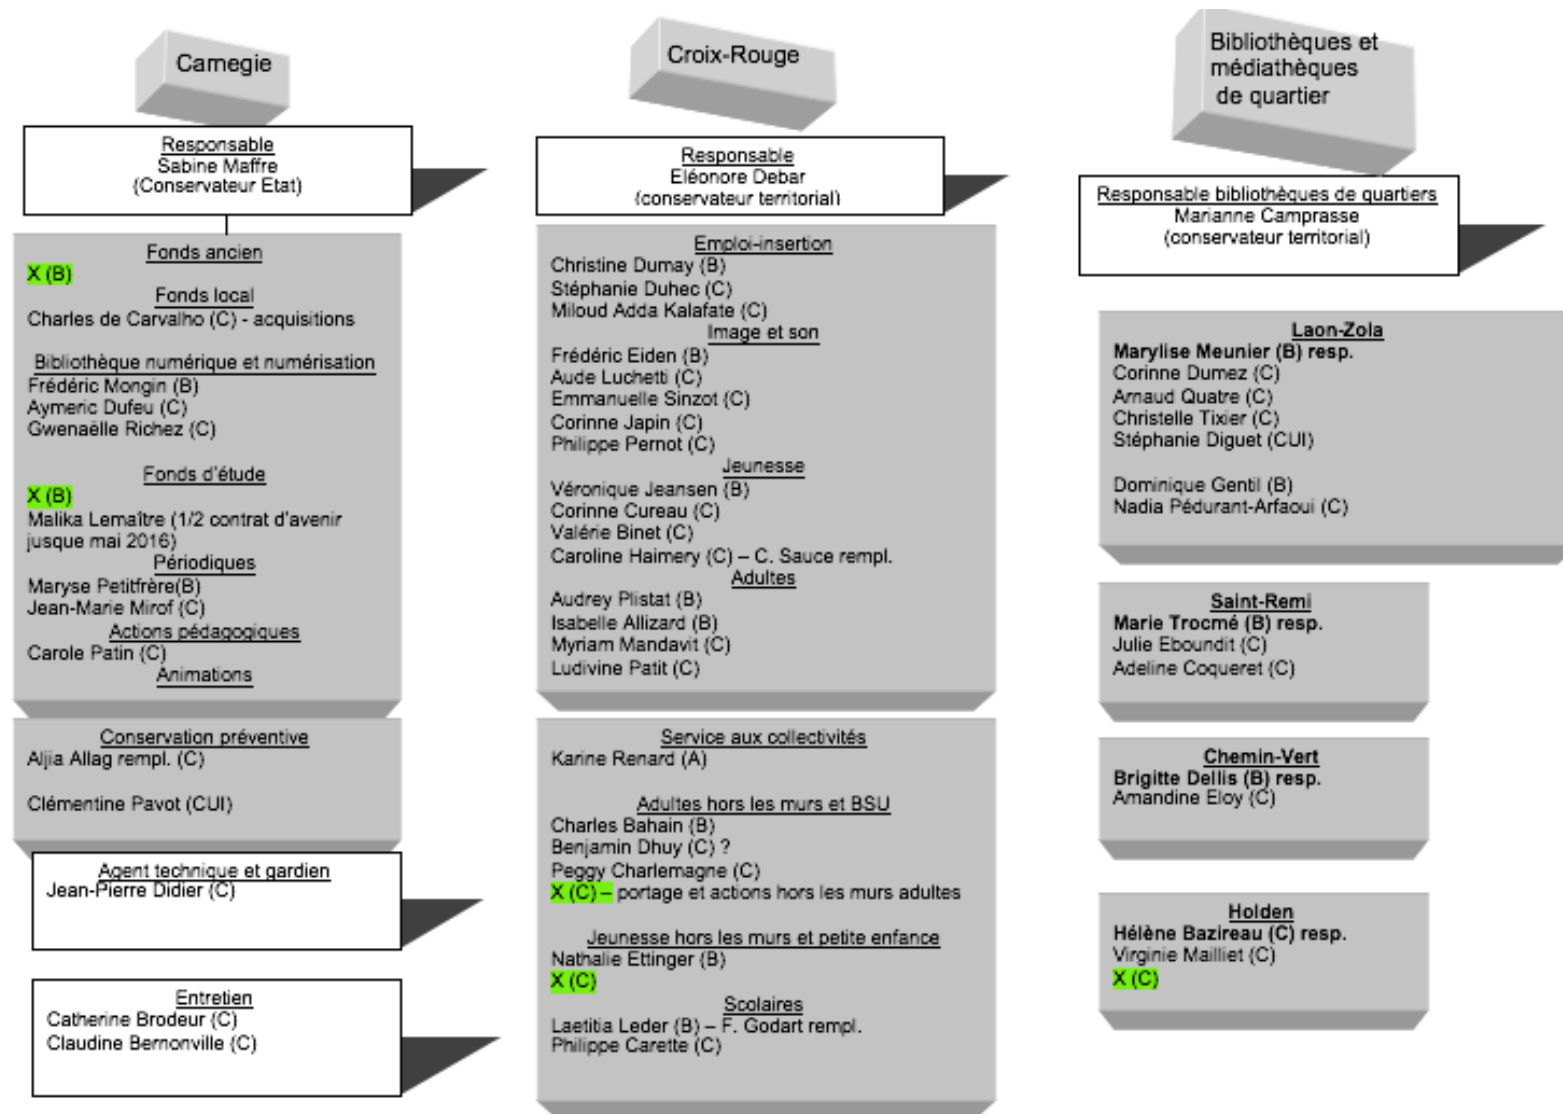 Carnegie
Responsable
Sabine Maffre
(Conservateur Etat)
Fonds ancien
X (B)
Fonds local
Charles de Carvalho (C) - acquisitions
Bibliothèque numérique et numérisation
Frédéric Mongin (B)
Aymeric Dufeu (C)
Gwenaëlle Richez (C)
Fonds d'étude
X (B)
Malika Lemaître (1/2 contrat d'avenir
jusque mai 2016)
Périodiques
Maryse Petitfrère(B)
Jean-Marie Mirof (C)
Actions pédagogiques
Carole Patin (C)
Animations
Conservation préventive
Aljia Allag rempl. (C)
Clémentine Pavot (CUI)
Agent technique et gardien
Jean-Pierre Didier (C)
Entretien
Catherine Brodeur (C)
Claudine Bernonville (C)
Croix-Rouge
Responsable
Eléonore Debar
(conservateur territorial)
Emploi-insertion
Christine Dumay (B)
Stéphanie Duhec (C)
Miloud Adda Kalafate (C)
Image et son
Frédéric Eiden (B)
Aude Luchetti (C)
Emmanuelle Sinzot (C)
Corinne Japin (C)
Philippe Pernot (C)
Jeunesse
Véronique Jeansen (B)
Corinne Cureau (C)
Valérie Binet (C)
Caroline Haimery (C) – C. Sauce rempl.
Adultes
Audrey Plistat (B)
Isabelle Allizard (B)
Myriam Mandavit (C)
Ludivine Patit (C)
Service aux collectivités
Karine Renard (A)
Adultes hors les murs et BSU
Charles Bahain (B)
Benjamin Dhuy (C) ?
Peggy Charlemagne (C)
X (C) – portage et actions hors les murs adultes
Jeunesse hors les murs et petite enfance
Nathalie Ettinger (B)
X (C)
Scolaires
Laetitia Leder (B) – F. Godart rempl.
Philippe Carette (C)
Bibliothèques et
médiathèques
de quartier
Responsable bibliothèques de quartiers
Marianne Camprasse
(conservateur territorial)
Laon-Zola
Marylise Meunier (B) resp.
Corinne Dumez (C)
Arnaud Quatre (C)
Christelle Tixier (C)
Stéphanie Diguet (CUI)
Dominique Gentil (B)
Nadia Pédurant-Arfaoui (C)
Saint-Remi
Marie Trocmé (B) resp.
Julie Eboundit (C)
Adeline Coqueret (C)
Chemin-Vert
Brigitte Dellis (B) resp.
Amandine Eloy (C)
Holden
Hélène Bazireau (C) resp.
Virginie Mailliet (C)
X (C)